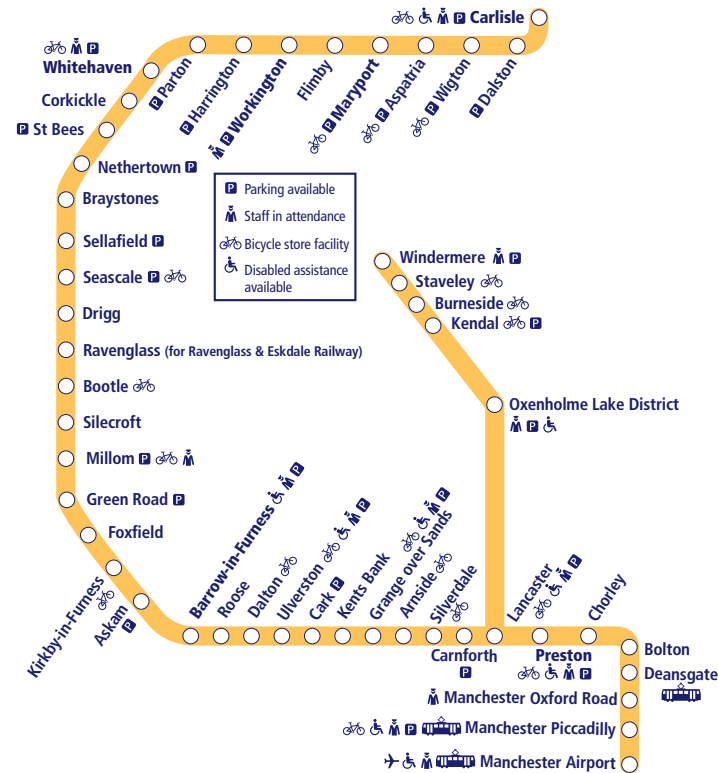 Carlisle
Whitehaven
Parton
Harrington
Workington
Flimby
Maryport
Aspatria
Wigton
Dalston
Corkickle
St Bees
Nethertown
Braystones
Sellafield
Seascale
Drigg
Ravenglass (for Ravenglass & Eskdale Railway)
Bootle
Silecroft
Millom
Green Road
Foxfield
Kirkby-in-Furness
Askam
P Parking available
Staff in attendance
Bicycle store facility
Disabled assistance
available
Windermere
Staveley
Burneside
Kendal
Oxenholme Lake District
Barrow-in-Furness
Roose
Dalton
Ulverston
Cark
Kents Bank
Grange over Sands
Arnside
Silverdale
Carnforth
Lancaster
Preston
Chorley
Bolton
Deansgate
Manchester Oxford Road
Manchester Piccadilly
Manchester Airport